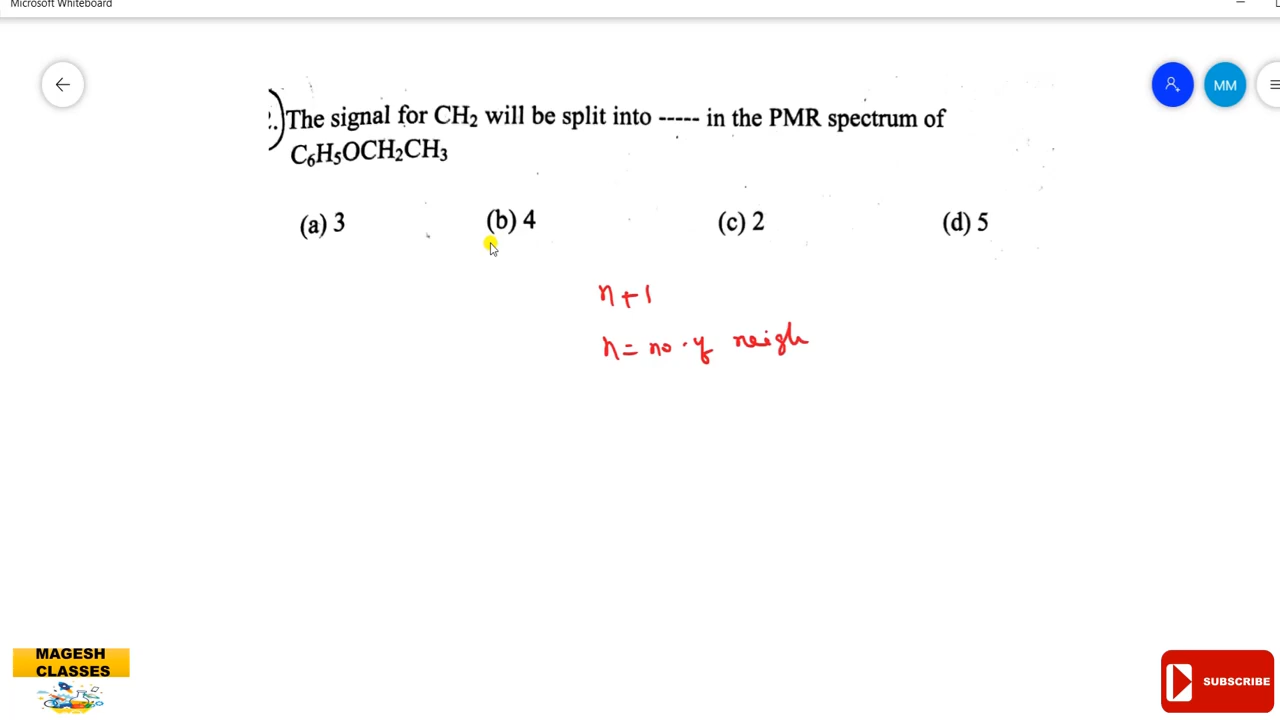 Microsoft Whiteboard
MM
2.) The signal for CH₂ will be split into ----- in the PMR spectrum of
C₆H₅OCH₂CH₃
(a) 3 (b) 4 (c) 2 (d) 5
n+1
n = no. of neigh
MAGESH
CLASSES
SUBSCRIBE